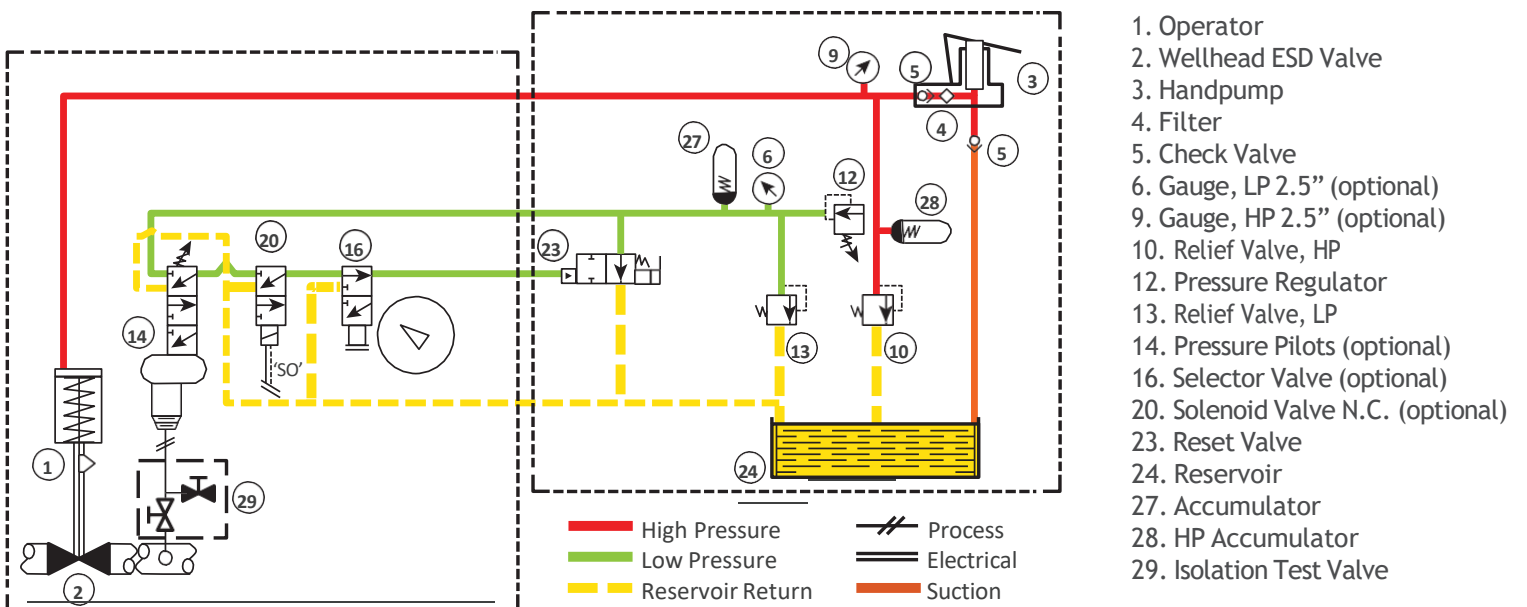 9
5
3
4
5
27
6
12
28
20
16
23
14
'SO'
13
10
1
29
24
2
High Pressure
Low Pressure
Reservoir Return
Process
Electrical
Suction
1. Operator
2. Wellhead ESD Valve
3. Handpump
4. Filter
5. Check Valve
6. Gauge, LP 2.5” (optional)
9. Gauge, HP 2.5” (optional)
10. Relief Valve, HP
12. Pressure Regulator
13. Relief Valve, LP
14. Pressure Pilots (optional)
16. Selector Valve (optional)
20. Solenoid Valve N.C. (optional)
23. Reset Valve
24. Reservoir
27. Accumulator
28. HP Accumulator
29. Isolation Test Valve